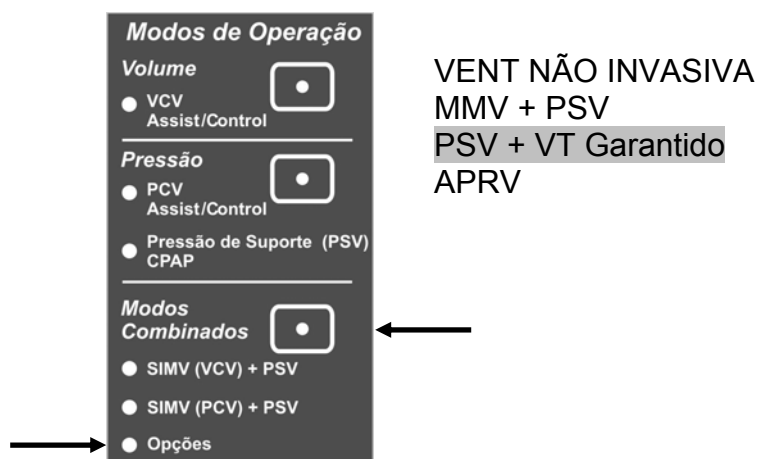 Modos de Operação
Volume
VCV
Assist/Control
Pressão
PCV
Assist/Control
Pressão de Suporte (PSV)
CPAP
Modos
Combinados
SIMV (VCV) + PSV
SIMV (PCV) + PSV
Opções
VENT NÃO INVASIVA
MMV + PSV
PSV + VT Garantido
APRV